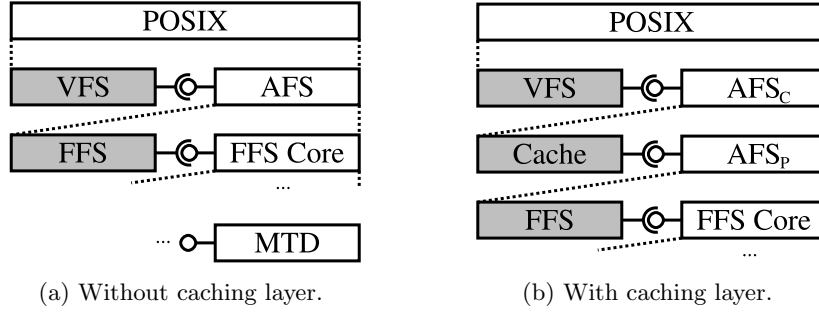 POSIX
VFS AFS
FFS FFS Core
...
... MTD
(a) Without caching layer.
POSIX
VFS AFS_C
Cache AFS_P
FFS FFS Core
...
(b) With caching layer.